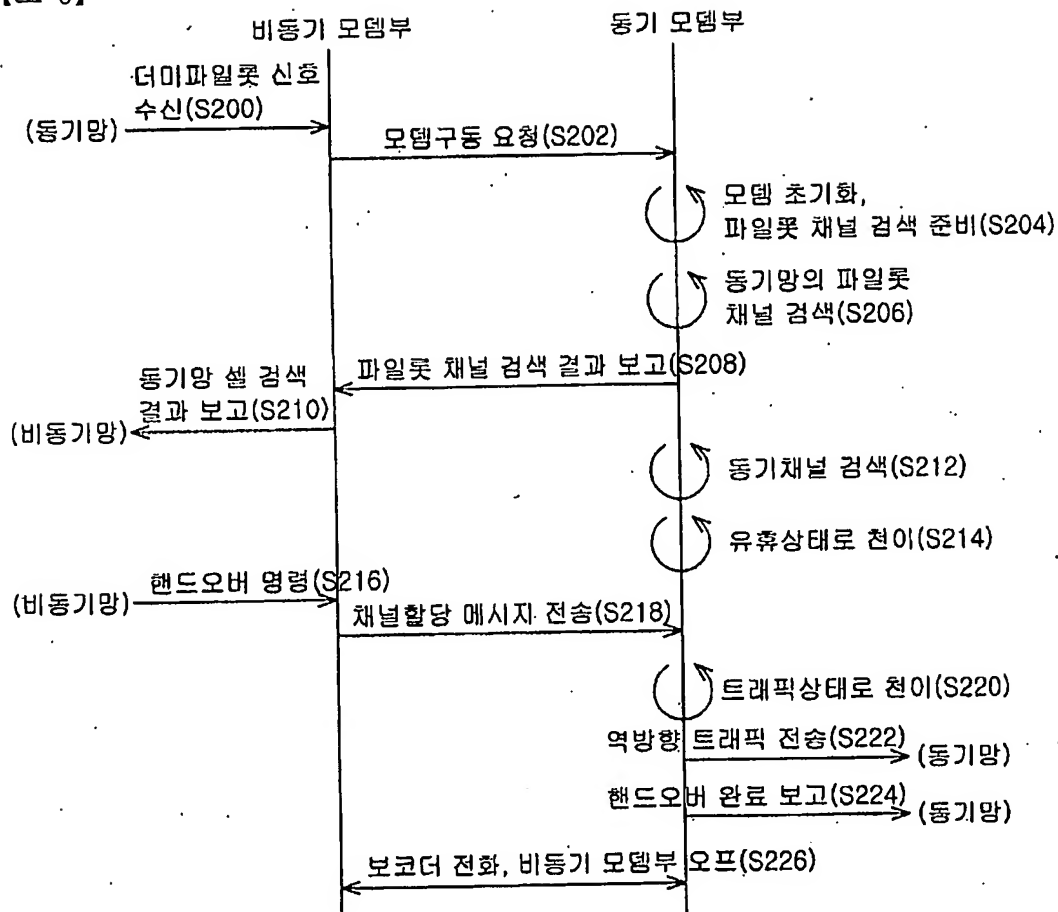 비동기 모뎀부
동기 모뎀부
더미파일롯 신호
수신(S200)
(동기망)
모뎀구동 요청(S202)
모뎀 초기화,
파일롯 채널 검색 준비(S204)
동기망의 파일롯
채널 검색(S206)
파일롯 채널 검색 결과 보고(S208)
동기망 셀 검색
결과 보고(S210)
(비동기망)
동기채널 검색(S212)
유휴상태로 천이(S214)
핸드오버 명령(S216)
(비동기망)
채널할당 메시지 전송(S218)
트래픽상태로 천이(S220)
역방향 트래픽 전송(S222)
(동기망)
핸드오버 완료 보고(S224)
(동기망)
보코더 전화, 비동기 모뎀부 오프(S226)